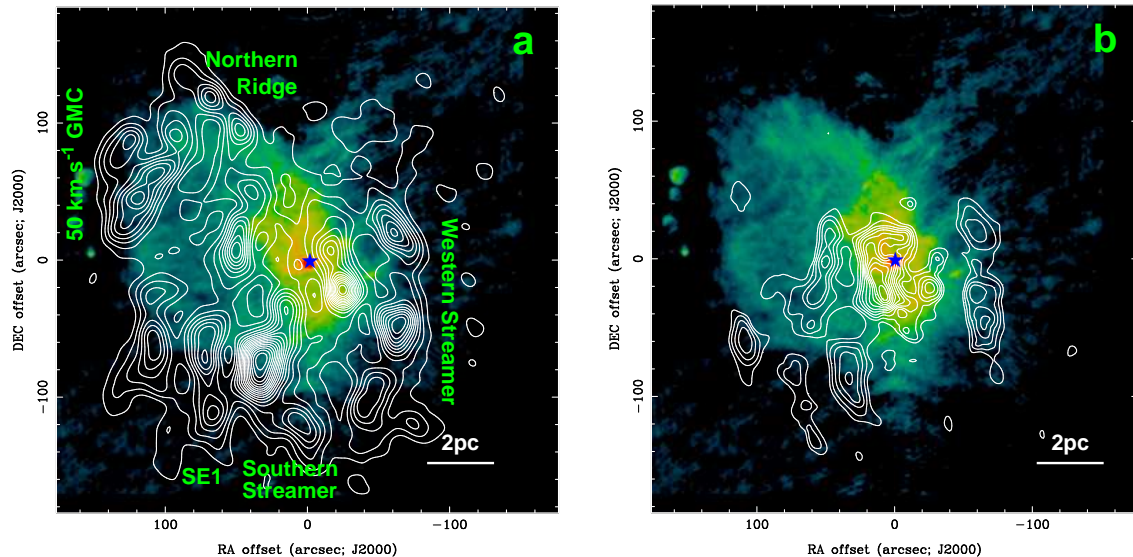 a
Northern
Ridge
50 km s-1 GMC
Western Streamer
SE1
Southern
Streamer
2pc
100
0
−100
DEC offset (arcsec; J2000)
100
0
−100
RA offset (arcsec; J2000)
b
2pc
100
0
−100
DEC offset (arcsec; J2000)
100
0
−100
RA offset (arcsec; J2000)